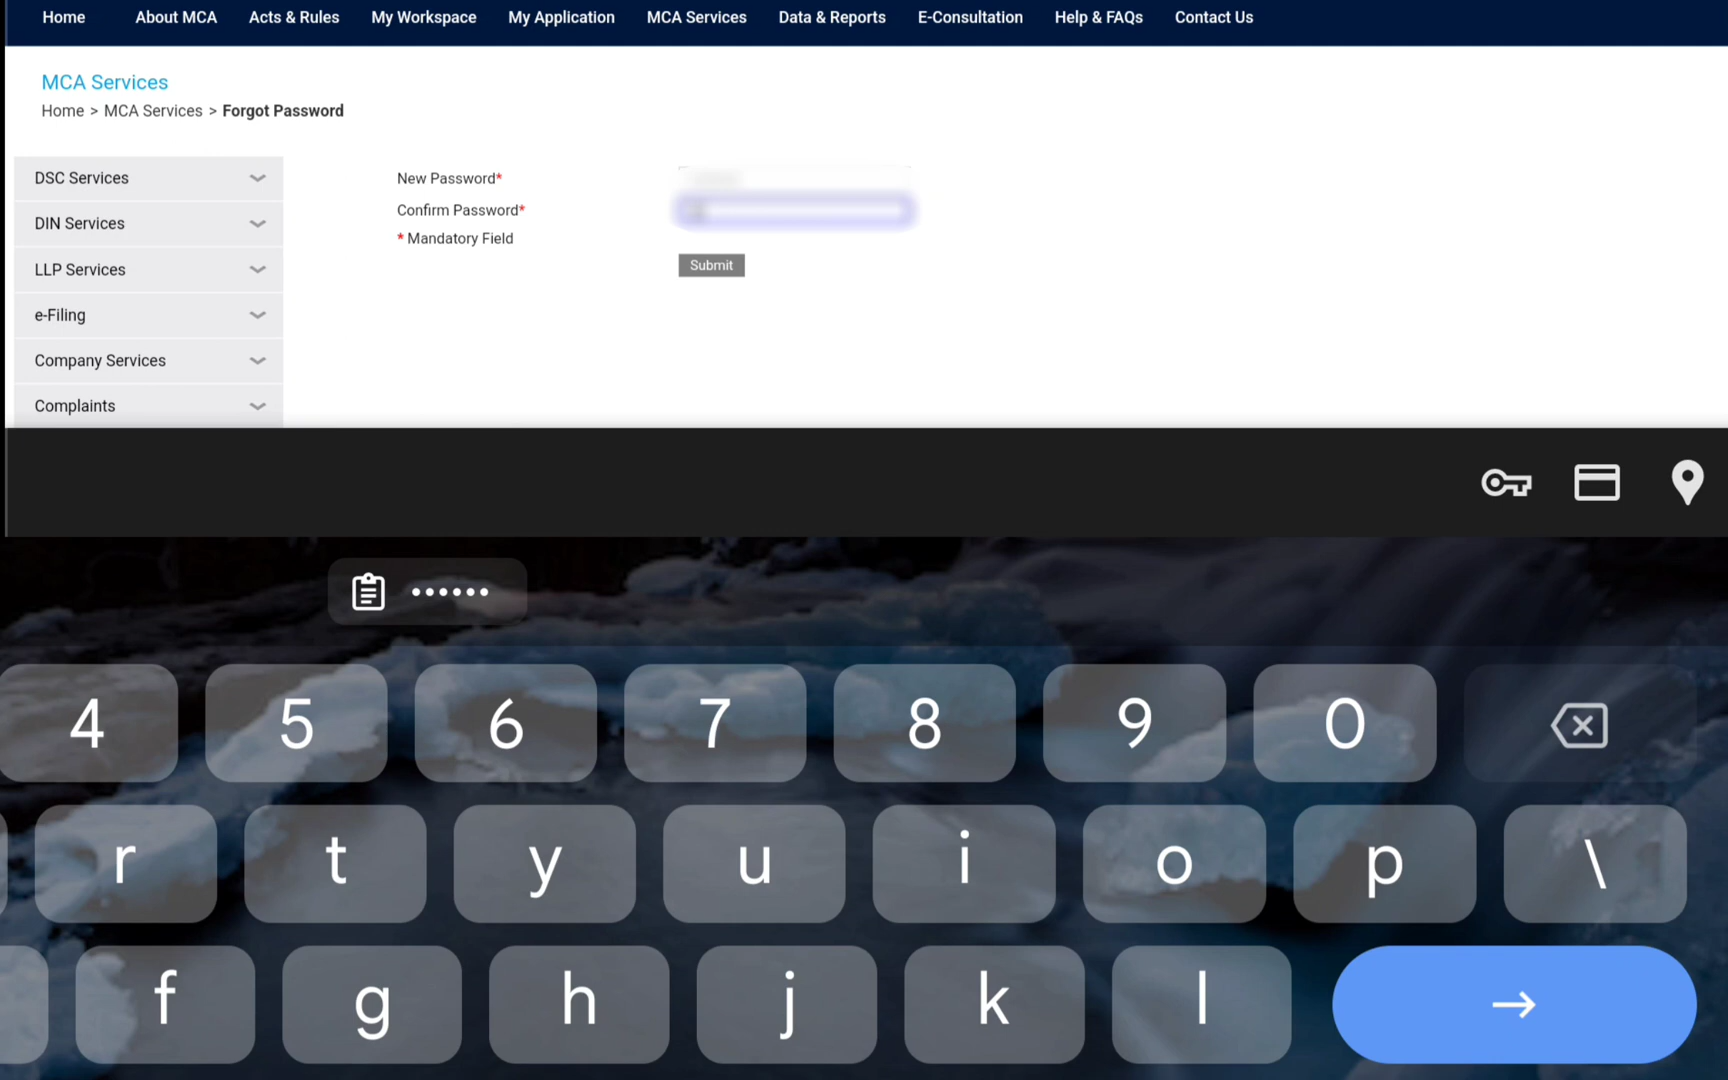 Home About MCA Acts & Rules My Workspace My Application MCA Services Data & Reports E-Consultation Help & FAQs Contact Us
MCA Services
Home > MCA Services > Forgot Password
DSC Services
DIN Services
LLP Services
e-Filing
Company Services
Complaints
New Password*
Confirm Password*
* Mandatory Field
Submit
••••••
4 5 6 7 8 9 0
r t y u i o p \
f g h j k l